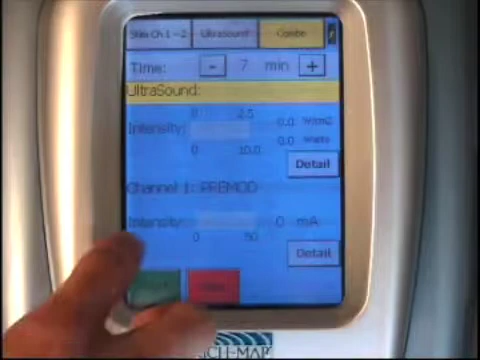 Stim Ch 1-2 UltraSound Combo
Time: - 7 min +
UltraSound:
0 2.5
Intensity: 0.0 W/cm2
0.0 Watts
0 10.0
Detail
Channel 1: PREMOD
Intensity: 0 mA
0 50
Detail